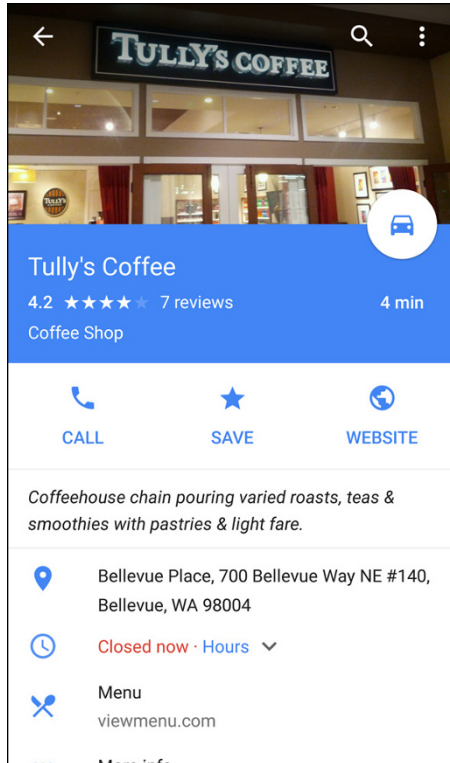 TULLY'S COFFEE
TULLY'S
Tully's Coffee
4.2 7 reviews 4 min
Coffee Shop
CALL SAVE WEBSITE
Coffeehouse chain pouring varied roasts, teas &
smoothies with pastries & light fare.
Bellevue Place, 700 Bellevue Way NE #140,
Bellevue, WA 98004
Closed now · Hours
Menu
viewmenu.com
More info